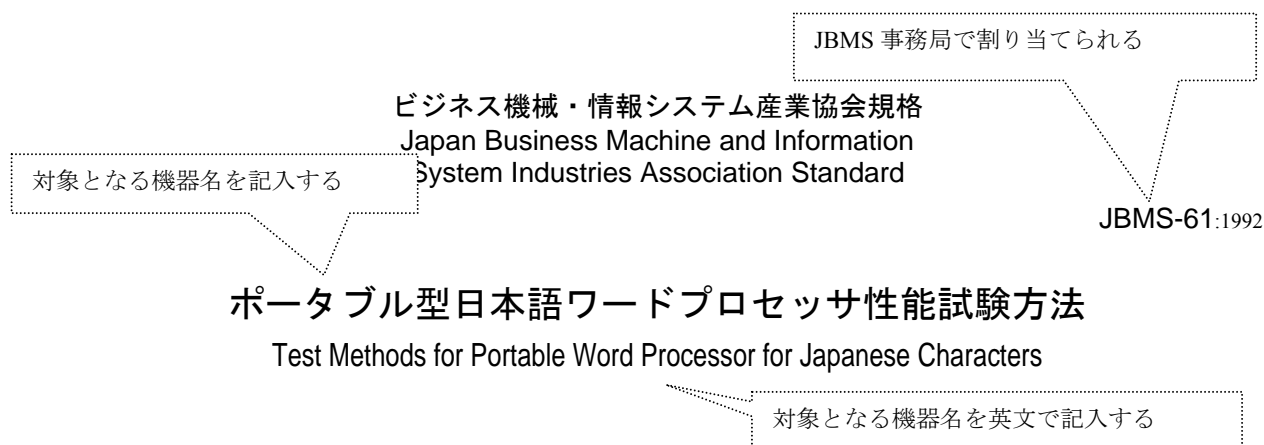 JBMS 事務局で割り当てられる
ビジネス機械・情報システム産業協会規格
Japan Business Machine and Information
System Industries Association Standard
対象となる機器名を記入する
JBMS-61:1992
ポータブル型日本語ワードプロセッサ性能試験方法
Test Methods for Portable Word Processor for Japanese Characters
対象となる機器名を英文で記入する